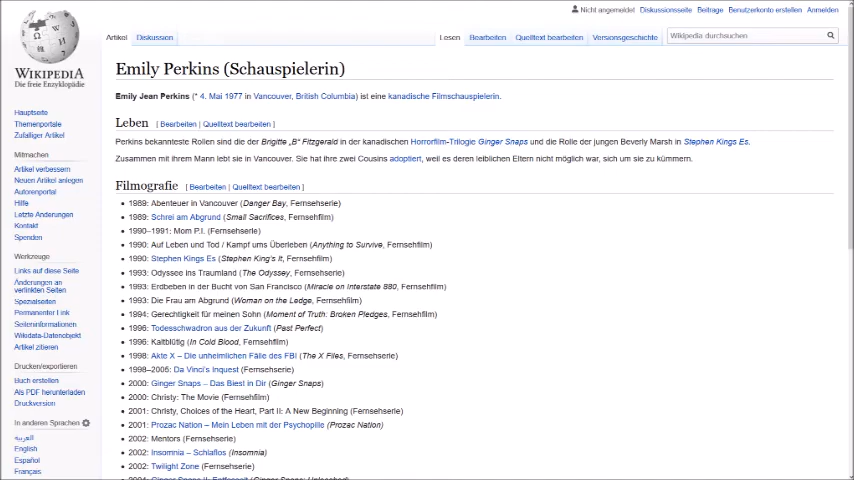 Nicht angemeldet Diskussionsseite Beiträge Benutzerkonto erstellen Anmelden
Artikel Diskussion Lesen Bearbeiten Quelltext bearbeiten Versionsgeschichte Wikipedia durchsuchen
WIKIPEDIA
Die freie Enzyklopädie
Emily Perkins (Schauspielerin)
Emily Jean Perkins (* 4. Mai 1977 in Vancouver, British Columbia) ist eine kanadische Filmschauspielerin.
Leben [ Bearbeiten | Quelltext bearbeiten ]
Perkins bekannteste Rollen sind die der Brigitte „B“ Fitzgerald in der kanadischen Horrorfilm-Trilogie Ginger Snaps und die Rolle der jungen Beverly Marsh in Stephen Kings Es.
Zusammen mit ihrem Mann lebt sie in Vancouver. Sie hat ihre zwei Cousins adoptiert, weil es deren leiblichen Eltern nicht möglich war, sich um sie zu kümmern.
Filmografie [ Bearbeiten | Quelltext bearbeiten ]
1989: Abenteuer in Vancouver (Danger Bay, Fernsehserie)
1989: Schrei am Abgrund (Small Sacrifices, Fernsehfilm)
1990–1991: Mom P.I. (Fernsehserie)
1990: Auf Leben und Tod / Kampf ums Überleben (Anything to Survive, Fernsehfilm)
1990: Stephen Kings Es (Stephen King's It, Fernsehfilm)
1993: Odyssee ins Traumland (The Odyssey, Fernsehserie)
1993: Erdbeben in der Bucht von San Francisco (Miracle on Interstate 880, Fernsehfilm)
1993: Die Frau am Abgrund (Woman on the Ledge, Fernsehfilm)
1994: Gerechtigkeit für meinen Sohn (Moment of Truth: Broken Pledges, Fernsehfilm)
1996: Todesschwadron aus der Zukunft (Past Perfect)
1996: Kaltblütig (In Cold Blood, Fernsehfilm)
1998: Akte X – Die unheimlichen Fälle des FBI (The X Files, Fernsehserie)
1998–2005: Da Vinci's Inquest (Fernsehserie)
2000: Ginger Snaps – Das Biest in Dir (Ginger Snaps)
2000: Christy: The Movie (Fernsehfilm)
2001: Christy, Choices of the Heart, Part II: A New Beginning (Fernsehserie)
2001: Prozac Nation – Mein Leben mit der Psychopille (Prozac Nation)
2002: Mentors (Fernsehserie)
2002: Insomnia – Schlaflos (Insomnia)
2002: Twilight Zone (Fernsehserie)
2004: Ginger Snaps II: Entfesselt (Ginger Snaps: Unleashed)
Hauptseite
Themenportale
Zufälliger Artikel
Mitmachen
Artikel verbessern
Neuen Artikel anlegen
Autorenportal
Hilfe
Letzte Änderungen
Kontakt
Spenden
Werkzeuge
Links auf diese Seite
Änderungen an
verlinkten Seiten
Spezialseiten
Permanenter Link
Seiteninformationen
Wikidata-Datenobjekt
Artikel zitieren
Drucken/exportieren
Buch erstellen
Als PDF herunterladen
Druckversion
In anderen Sprachen
العربية
English
Español
Français